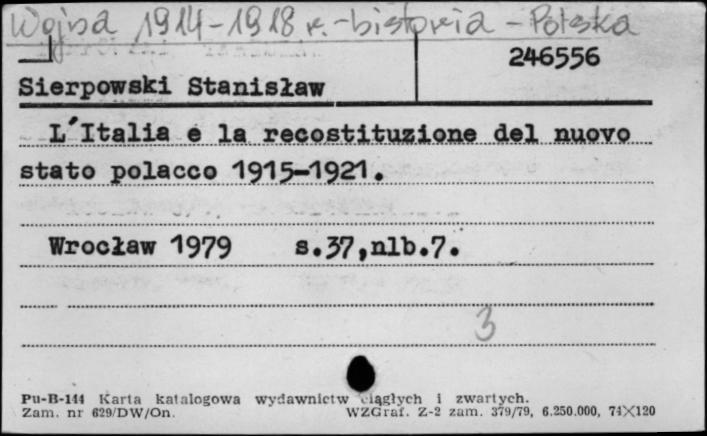 Wojna 1914-1918 r. - historia - Polska
246556
Sierpowski Stanisław
L'Italia e la recostituzione del nuovo
stato polacco 1915-1921.
Wrocław 1979 s.37,nlb.7.
3
Pu-B-144 Karta katalogowa wydawnictw ciągłych i zwartych.
Zam. nr 629/DW/On. WZGraf. Z-2 zam. 379/79, 6.250.000, 74×120